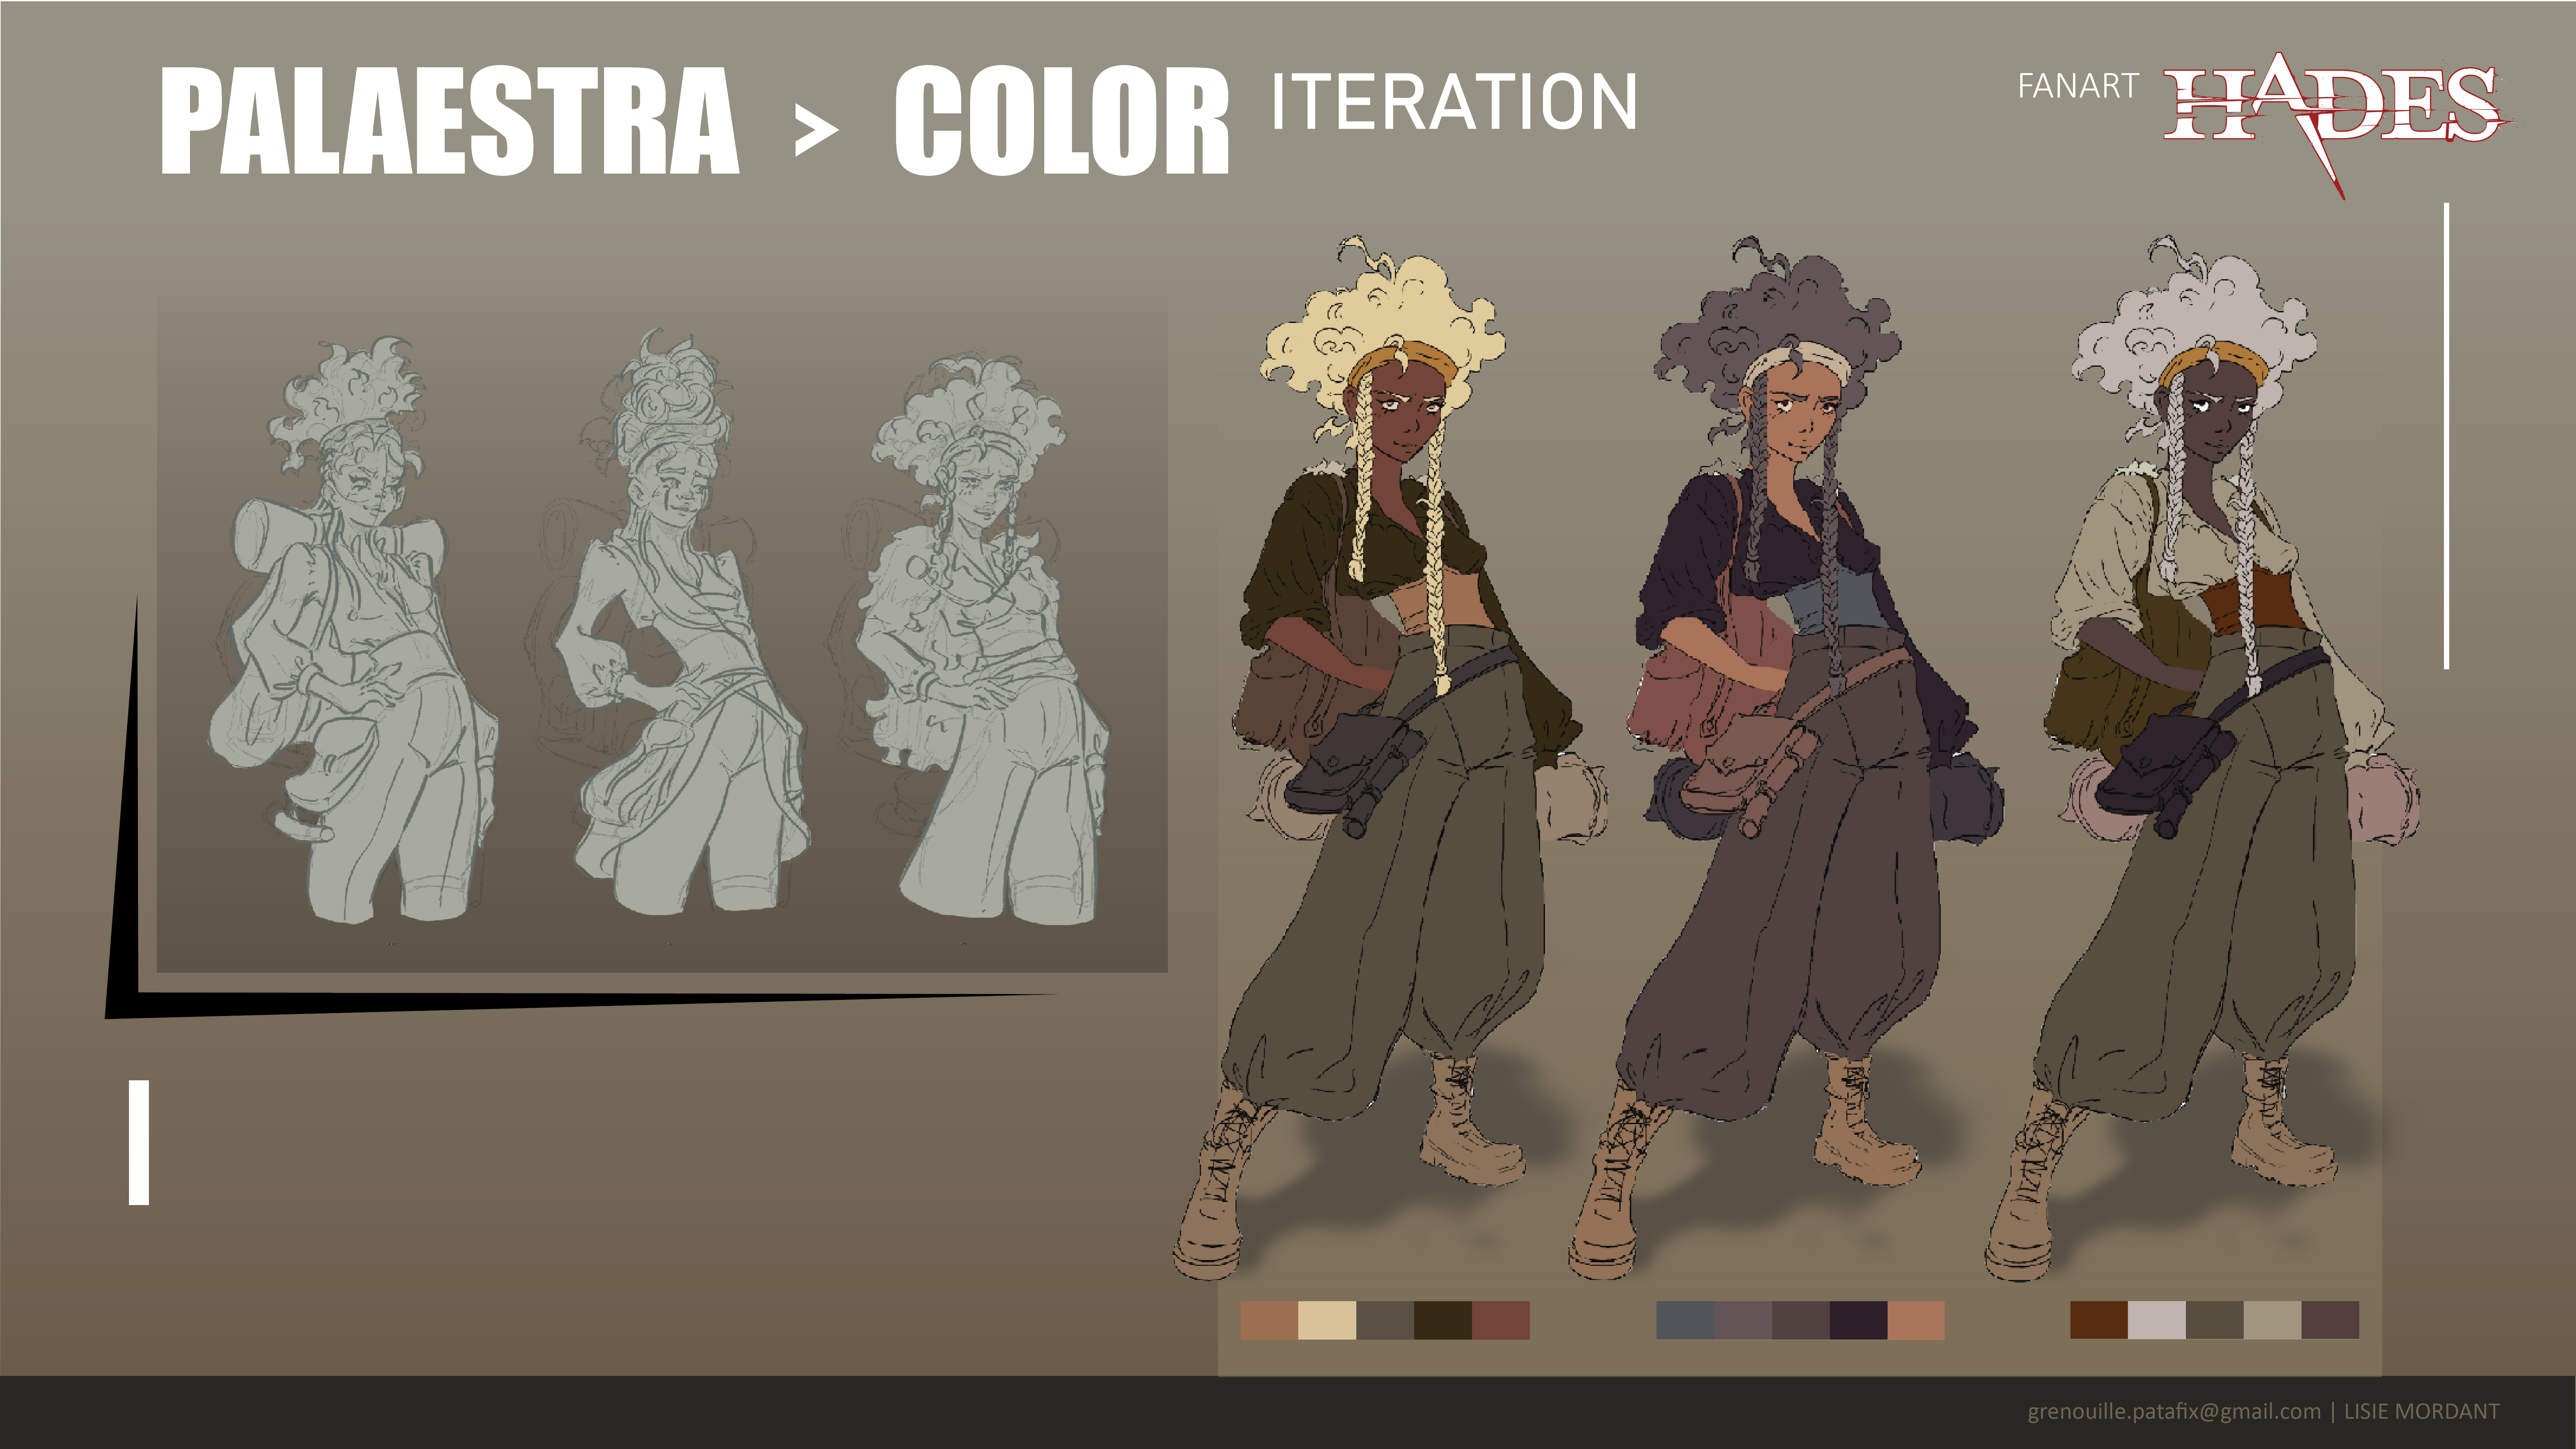 PALAESTRA > COLOR ITERATION
FANART HADES
grenouille.patafix@gmail.com | LISIE MORDANT